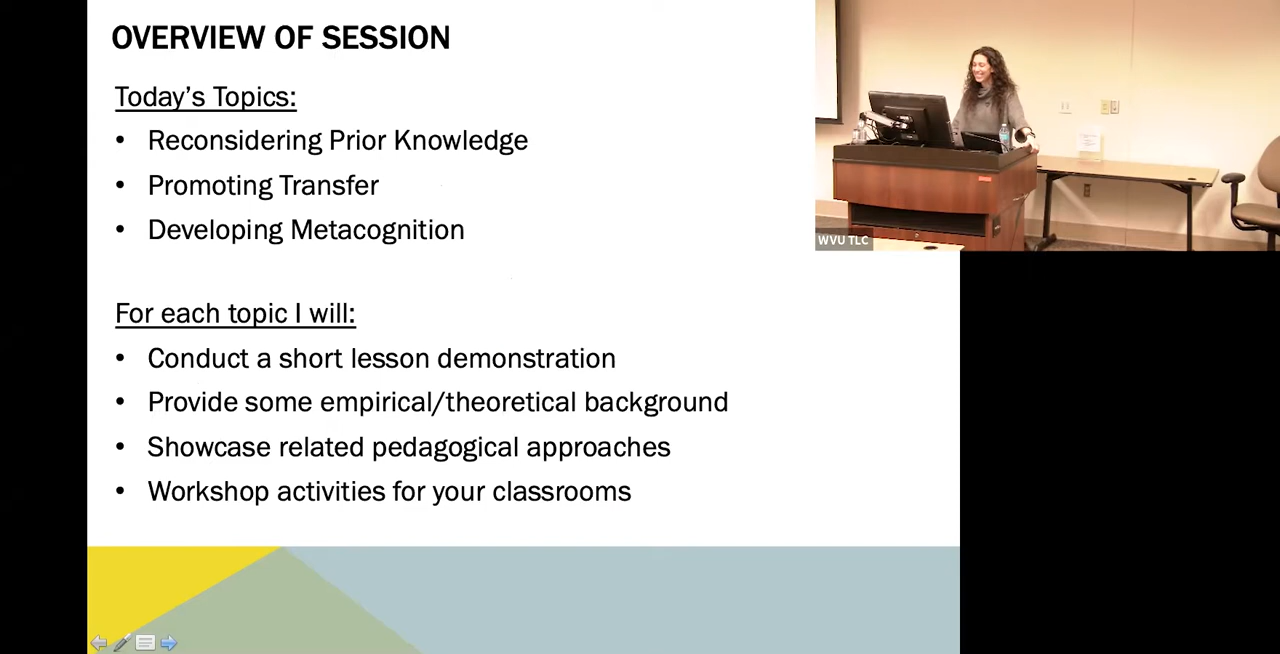 OVERVIEW OF SESSION
Today's Topics:
• Reconsidering Prior Knowledge
• Promoting Transfer
• Developing Metacognition
For each topic I will:
• Conduct a short lesson demonstration
• Provide some empirical/theoretical background
• Showcase related pedagogical approaches
• Workshop activities for your classrooms
WVU TLC